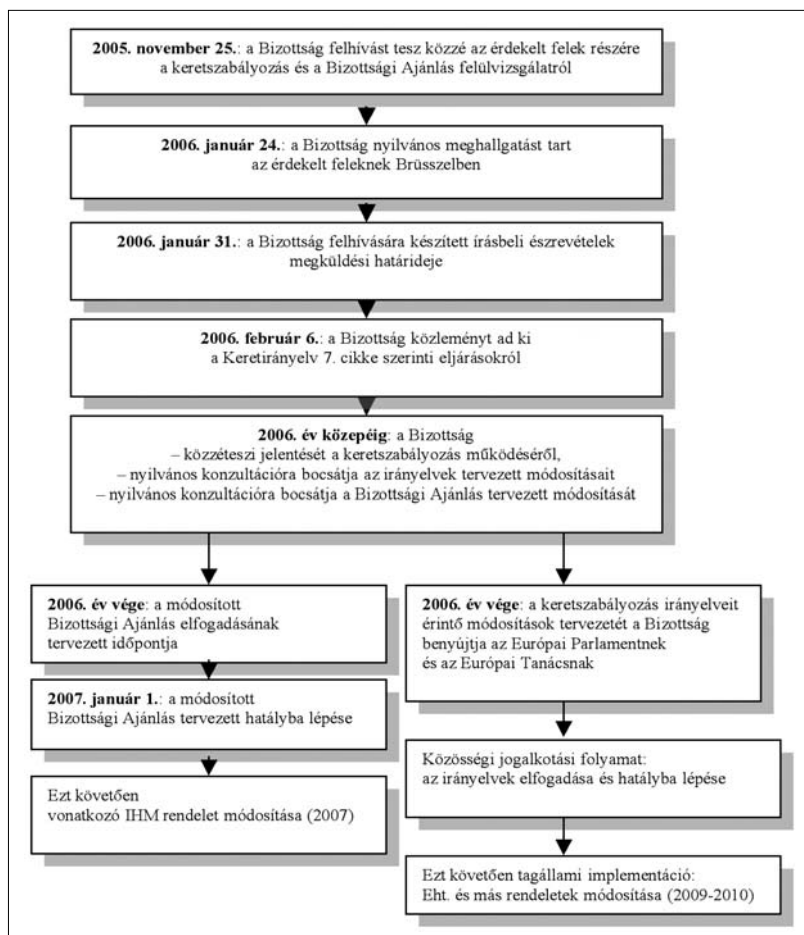 2005. november 25.: a Bizottság felhívást tesz közzé az érdekelt felek részére
a keretszabályozás és a Bizottsági Ajánlás felülvizsgálatról
2006. január 24.: a Bizottság nyilvános meghallgatást tart
az érdekelt feleknek Brüsszelben
2006. január 31.: a Bizottság felhívására készített írásbeli észrevételek
megküldési határideje
2006. február 6.: a Bizottság közleményt ad ki
a Keretirányelv 7. cikke szerinti eljárásokról
2006. év közepéig: a Bizottság
– közzéteszi jelentését a keretszabályozás működéséről,
– nyilvános konzultációra bocsátja az irányelvek tervezett módosításait
– nyilvános konzultációra bocsátja a Bizottsági Ajánlás tervezett módosítását
2006. év vége: a módosított
Bizottsági Ajánlás elfogadásának
tervezett időpontja
2007. január 1.: a módosított
Bizottsági Ajánlás tervezett hatályba lépése
Ezt követően
vonatkozó IHM rendelet módosítása (2007)
2006. év vége: a keretszabályozás irányelveit
érintő módosítások tervezetét a Bizottság
benyújtja az Európai Parlamentnek
és az Európai Tanácsnak
Közösségi jogalkotási folyamat:
az irányelvek elfogadása és hatályba lépése
Ezt követően tagállami implementáció:
Eht. és más rendeletek módosítása (2009-2010)